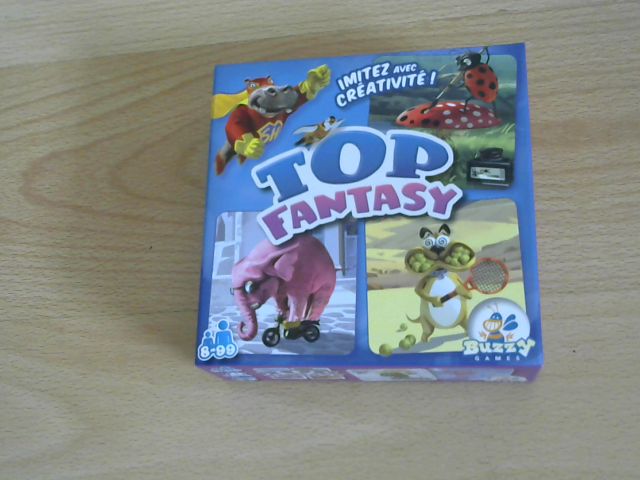 IMITEZ AVEC
CRÉATIVITÉ !
TOP
FANTASY
8-99
BUZZY
GAMES